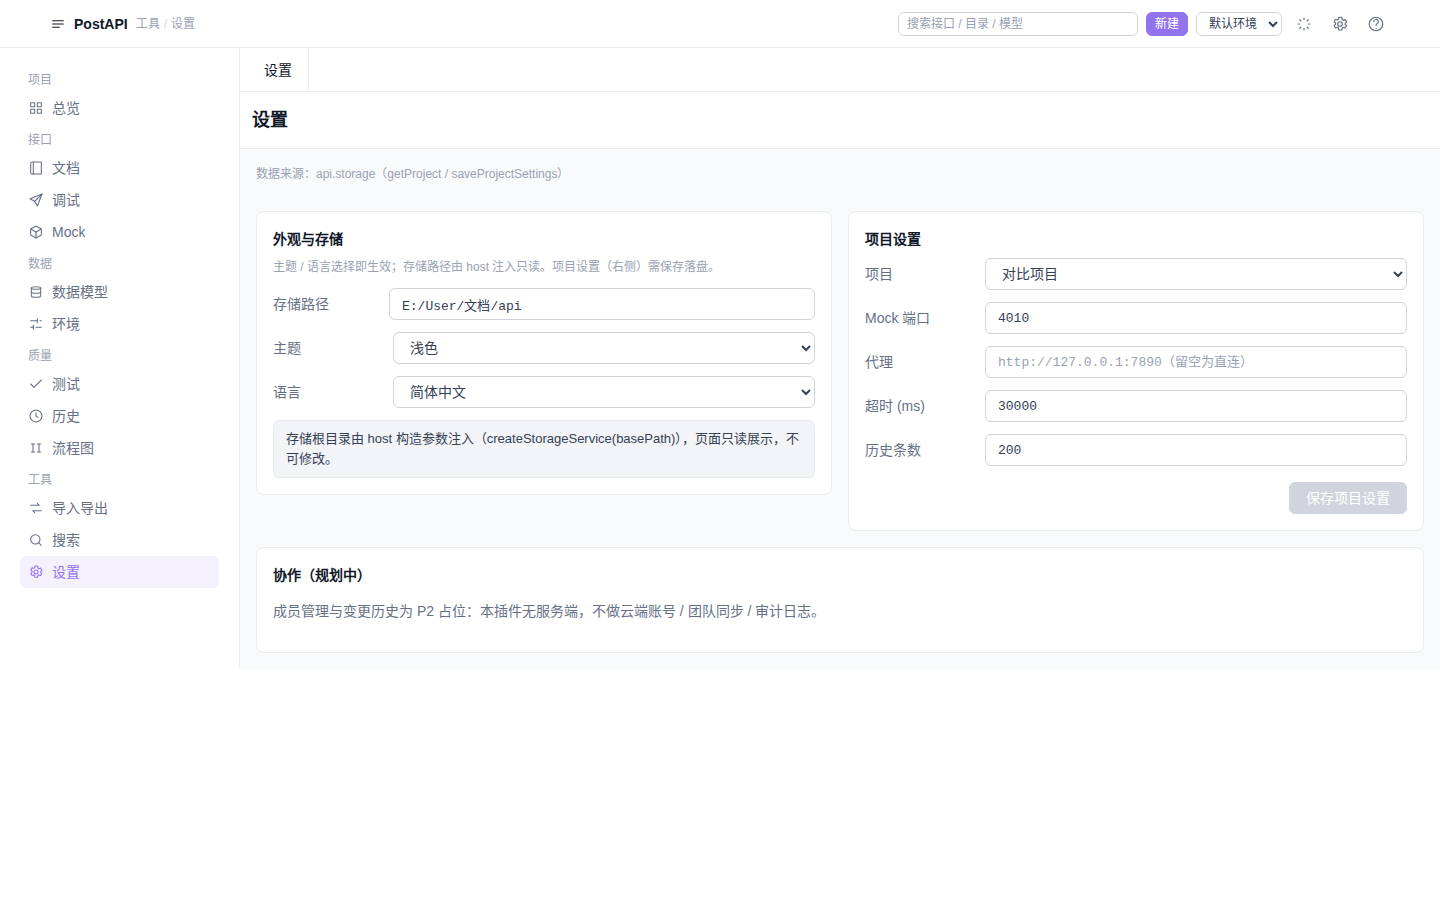 PostAPI 工具 / 设置
搜索接口 / 目录 / 模型
新建
默认环境
项目
总览
接口
文档
调试
Mock
数据
数据模型
环境
质量
测试
历史
流程图
工具
导入导出
搜索
设置
设置
设置
数据来源：api.storage（getProject / saveProjectSettings）
外观与存储
主题 / 语言选择即生效；存储路径由 host 注入只读。项目设置（右侧）需保存落盘。
存储路径 E:/User/文档/api
主题 浅色
语言 简体中文
存储根目录由 host 构造参数注入（createStorageService(basePath)），页面只读展示，不
可修改。
项目设置
项目 对比项目
Mock 端口 4010
代理 http://127.0.0.1:7890（留空为直连）
超时 (ms) 30000
历史条数 200
保存项目设置
协作（规划中）
成员管理与变更历史为 P2 占位：本插件无服务端，不做云端账号 / 团队同步 / 审计日志。